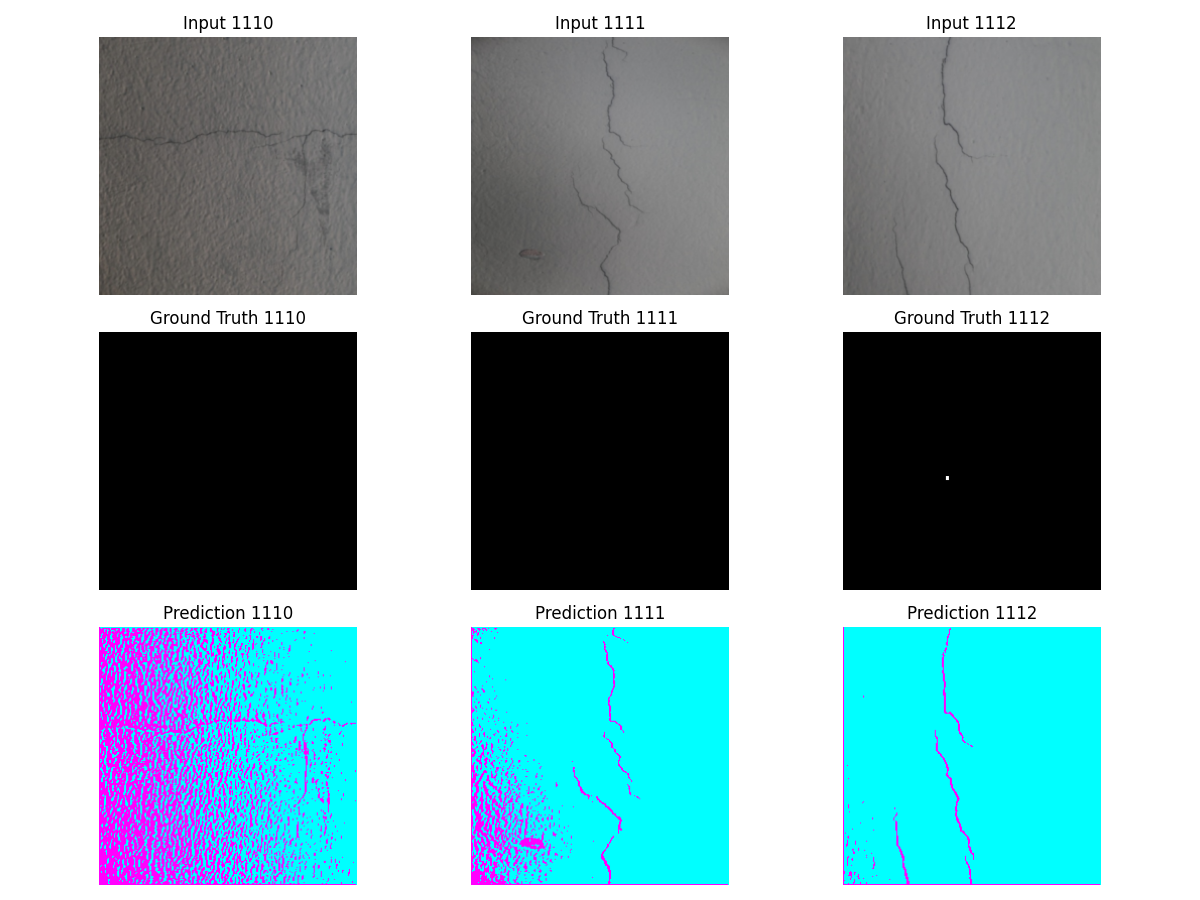 Input 1110
Input 1111
Input 1112
Ground Truth 1110
Ground Truth 1111
Ground Truth 1112
Prediction 1110
Prediction 1111
Prediction 1112